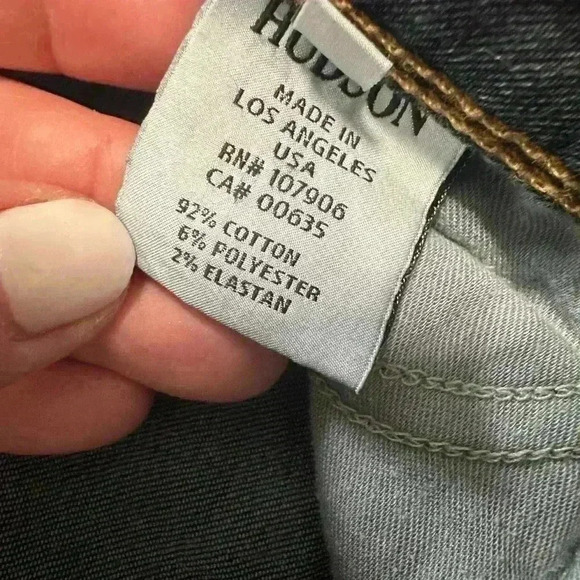 HUDSON
MADE IN
LOS ANGELES
USA
RN# 107906
CA# 00635
92% COTTON
6% POLYESTER
2% ELASTAN